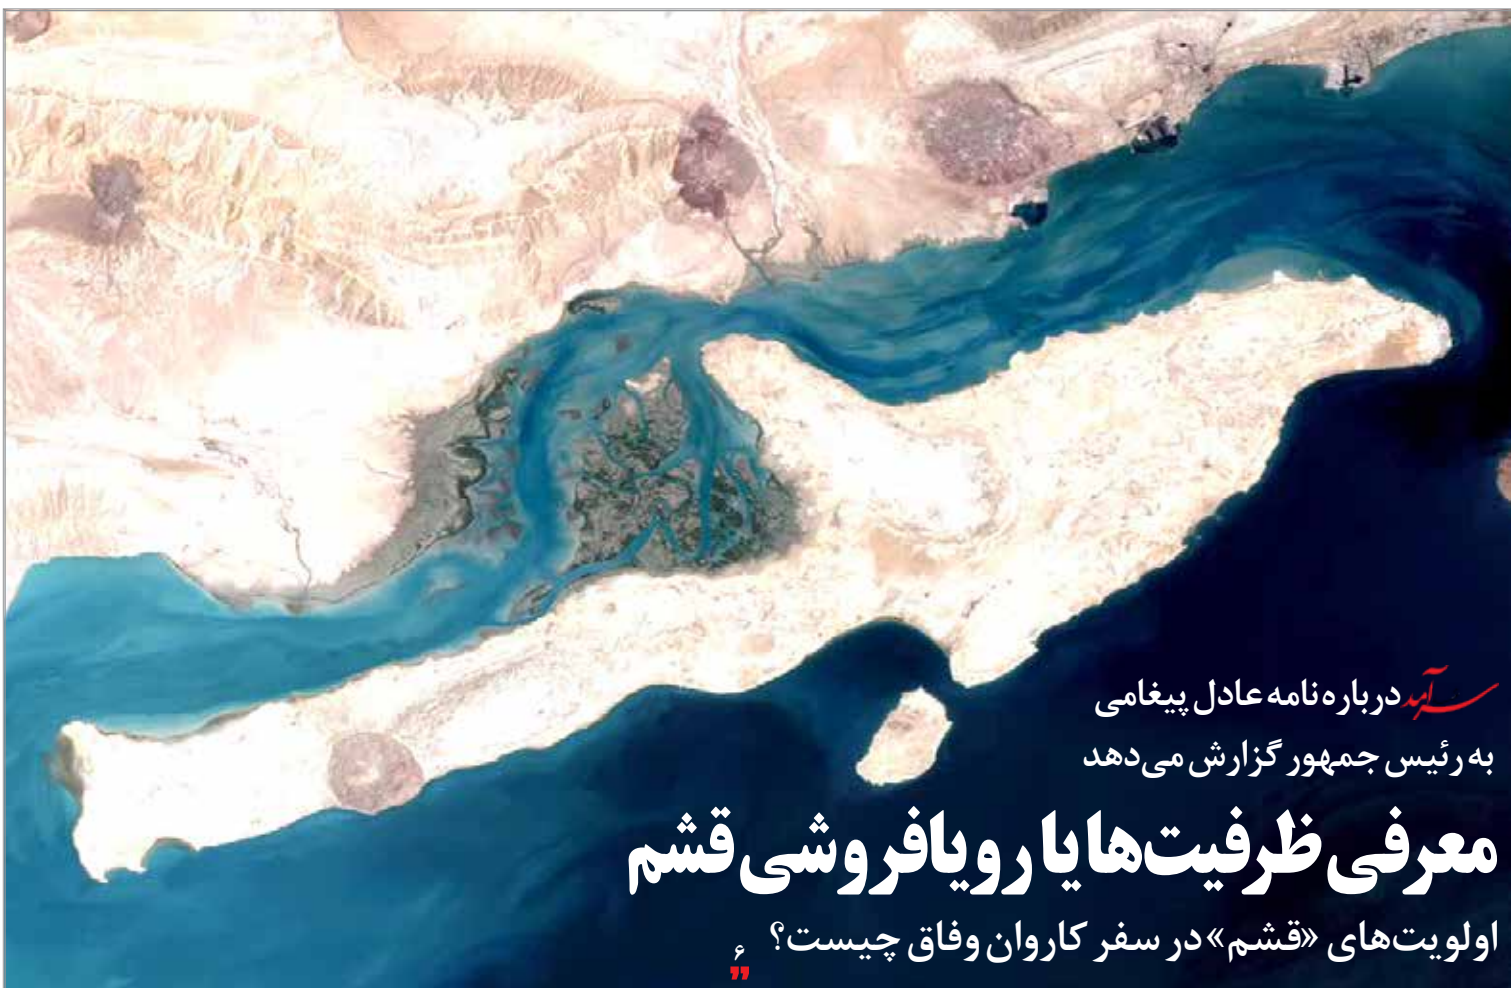 سرآمد درباره نامه عادل پیغامی
به رئیس جمهور گزارش می‌دهد
معرفی ظرفیت‌ها یا رویافروشی قشم
اولویت‌های «قشم» در سفر کاروان وفاق چیست؟
۶